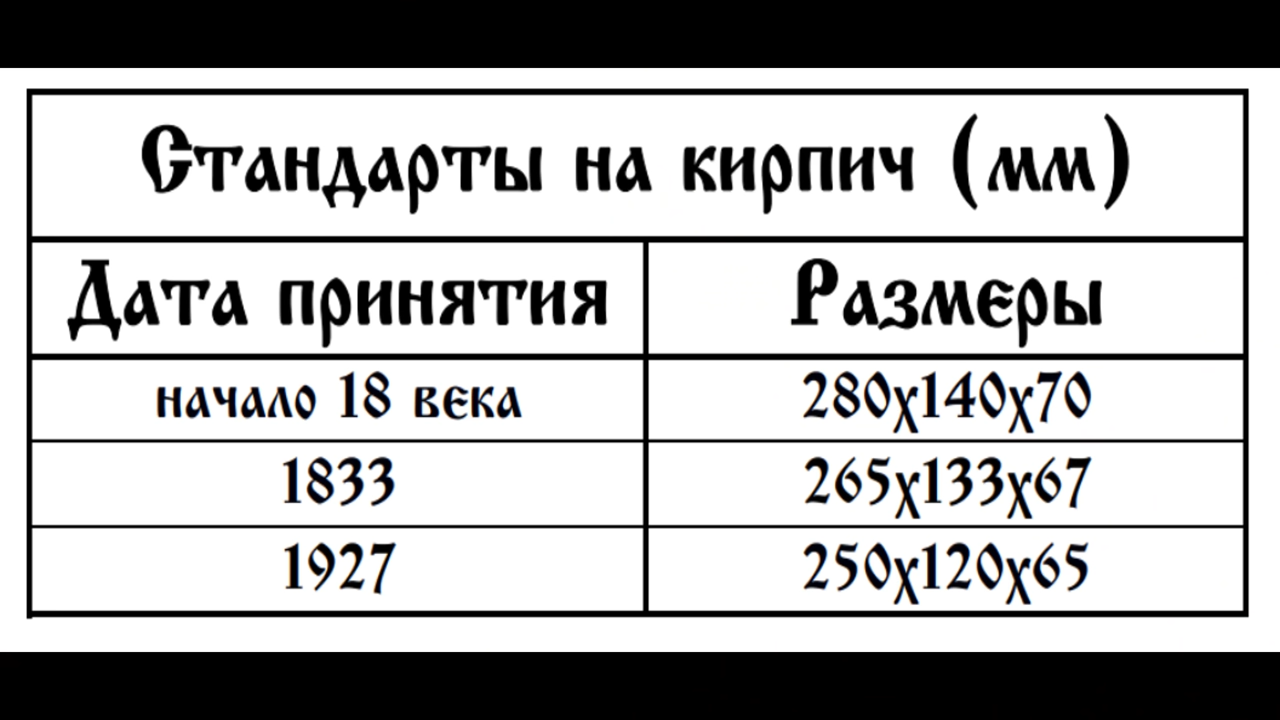 Стандарты на кирпич (мм)
Дата принятия Размеры
начало 18 века 280х140х70
1833 265х133х67
1927 250х120х65